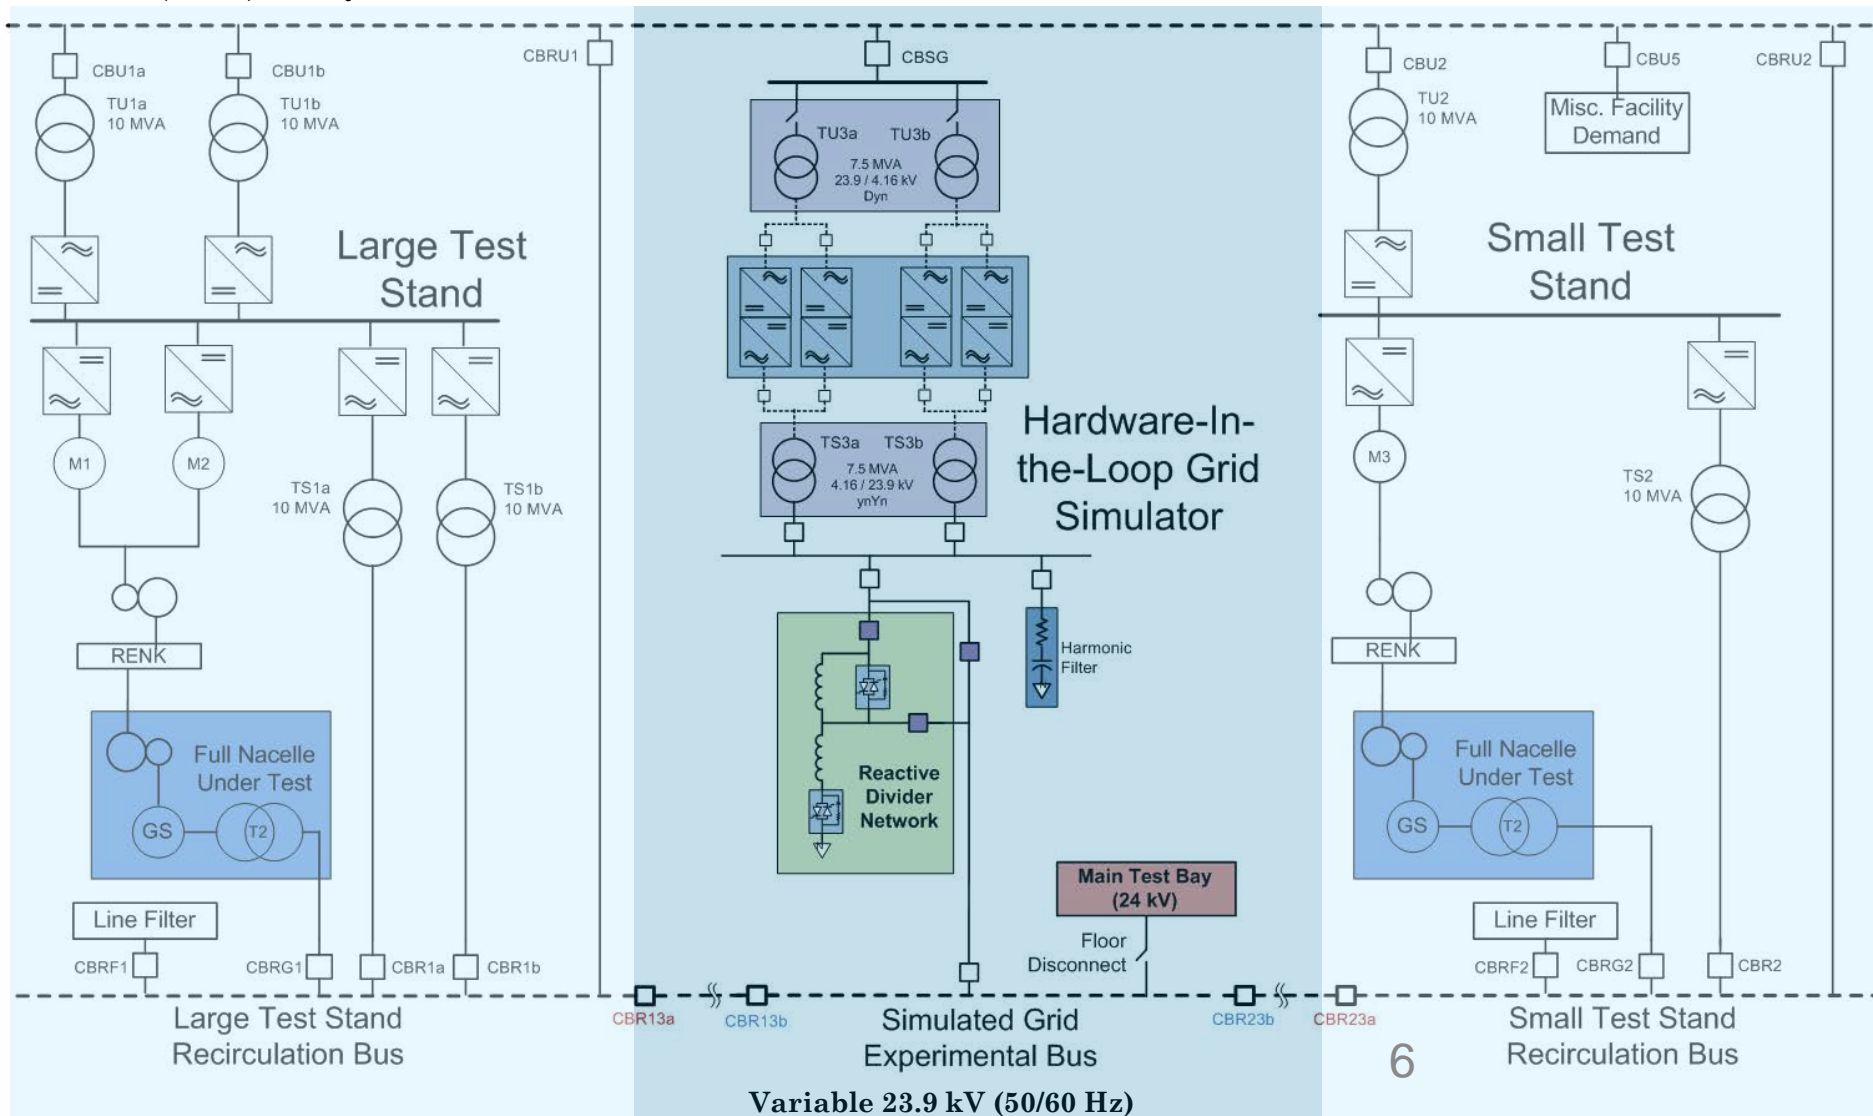 CBU1a
TU1a
10 MVA
CBU1b
TU1b
10 MVA
CBRU1
Large Test
Stand
M1
M2
TS1a
10 MVA
TS1b
10 MVA
RENK
Full Nacelle
Under Test
GS
T2
Line Filter
CBRF1
CBRG1
CBR1a
CBR1b
Large Test Stand
Recirculation Bus
CBSG
TU3a
TU3b
7.5 MVA
23.9 / 4.16 kV
Dyn
Hardware-In-
the-Loop Grid
Simulator
TS3a
TS3b
7.5 MVA
4.16 / 23.9 kV
ynYn
Harmonic
Filter
Reactive
Divider
Network
Main Test Bay
(24 kV)
Floor
Disconnect
CBR13a
CBR13b
Simulated Grid
Experimental Bus
CBR23b
CBR23a
Variable 23.9 kV (50/60 Hz)
CBU2
TU2
10 MVA
CBU5
Misc. Facility
Demand
CBRU2
Small Test
Stand
M3
TS2
10 MVA
RENK
Full Nacelle
Under Test
GS
T2
Line Filter
CBRF2
CBRG2
CBR2
Small Test Stand
Recirculation Bus
6